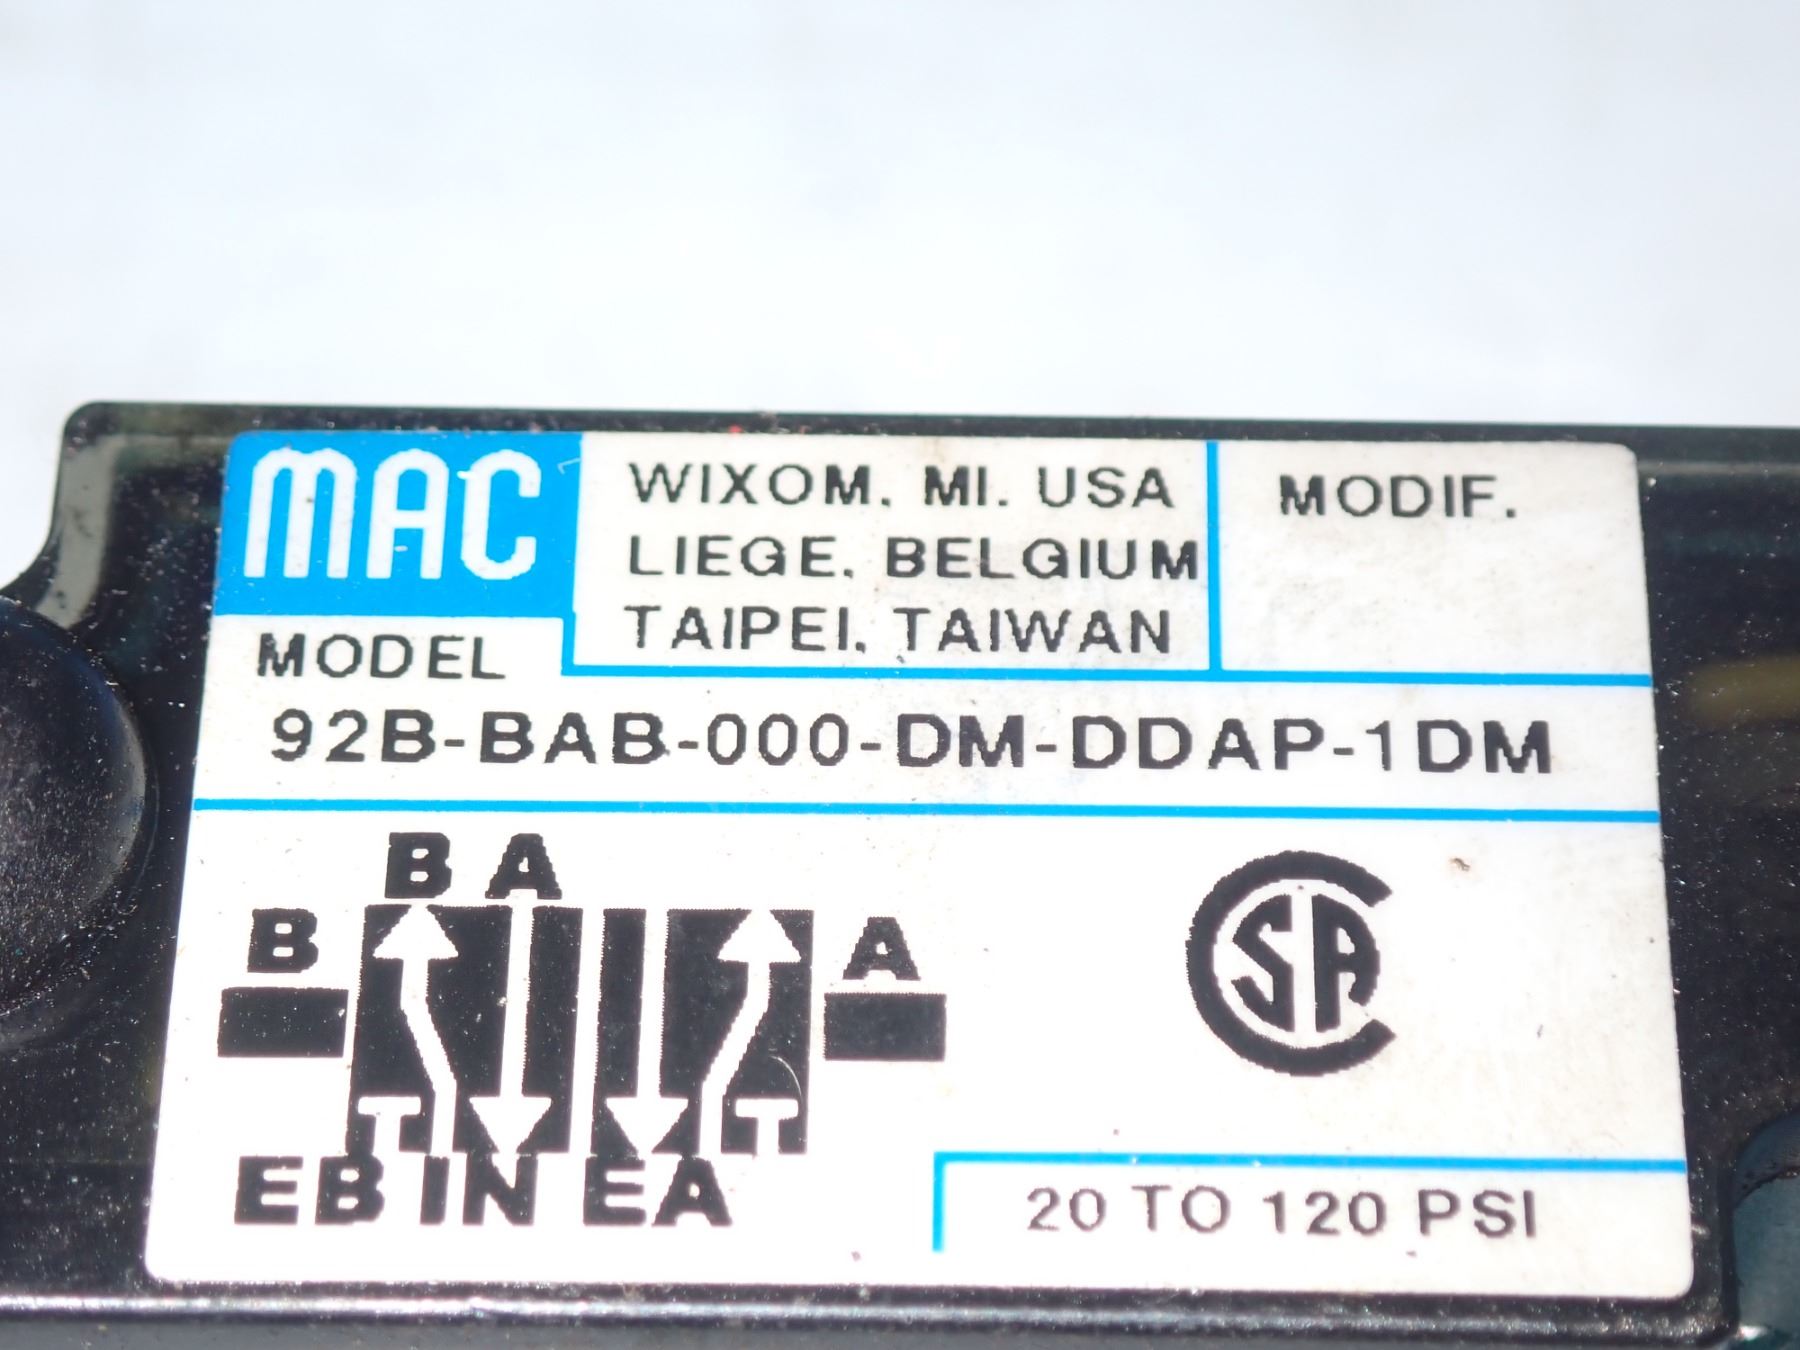 MAC
WIXOM, MI. USA
LIEGE, BELGIUM
TAIPEI, TAIWAN
MODIF.
MODEL
92B-BAB-000-DM-DDAP-1DM
B A
B
A
EB IN EA
CSA
20 TO 120 PSI